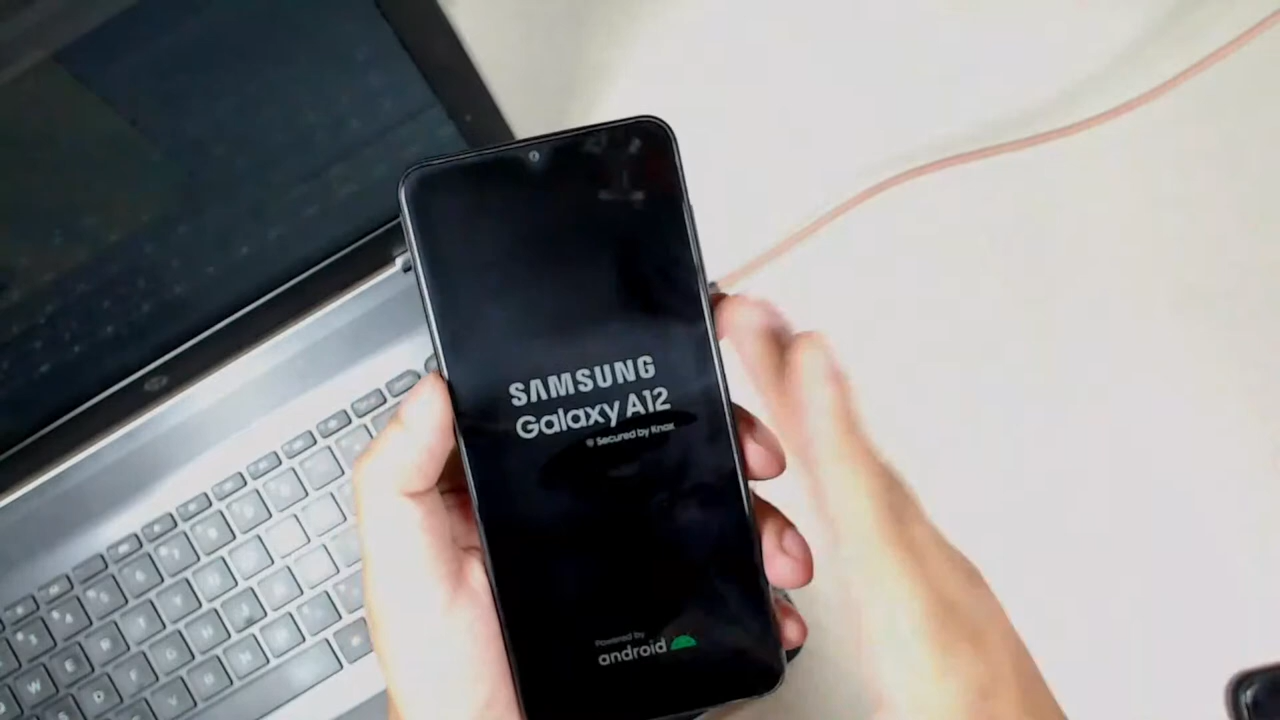 SAMSUNG
Galaxy A12
Secured by Knox
Powered by
android